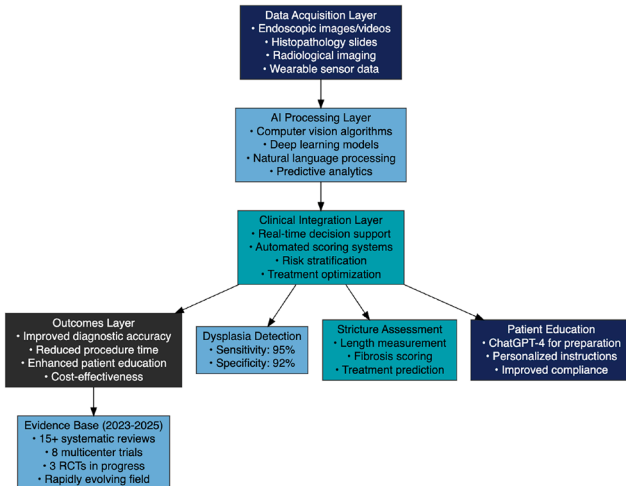 Data Acquisition Layer
• Endoscopic images/videos
• Histopathology slides
• Radiological imaging
• Wearable sensor data
AI Processing Layer
• Computer vision algorithms
• Deep learning models
• Natural language processing
• Predictive analytics
Clinical Integration Layer
• Real-time decision support
• Automated scoring systems
• Risk stratification
• Treatment optimization
Outcomes Layer
• Improved diagnostic accuracy
• Reduced procedure time
• Enhanced patient education
• Cost-effectiveness
Dysplasia Detection
• Sensitivity: 95%
• Specificity: 92%
Stricture Assessment
• Length measurement
• Fibrosis scoring
• Treatment prediction
Patient Education
• ChatGPT-4 for preparation
• Personalized instructions
• Improved compliance
Evidence Base (2023-2025)
• 15+ systematic reviews
• 8 multicenter trials
• 3 RCTs in progress
• Rapidly evolving field